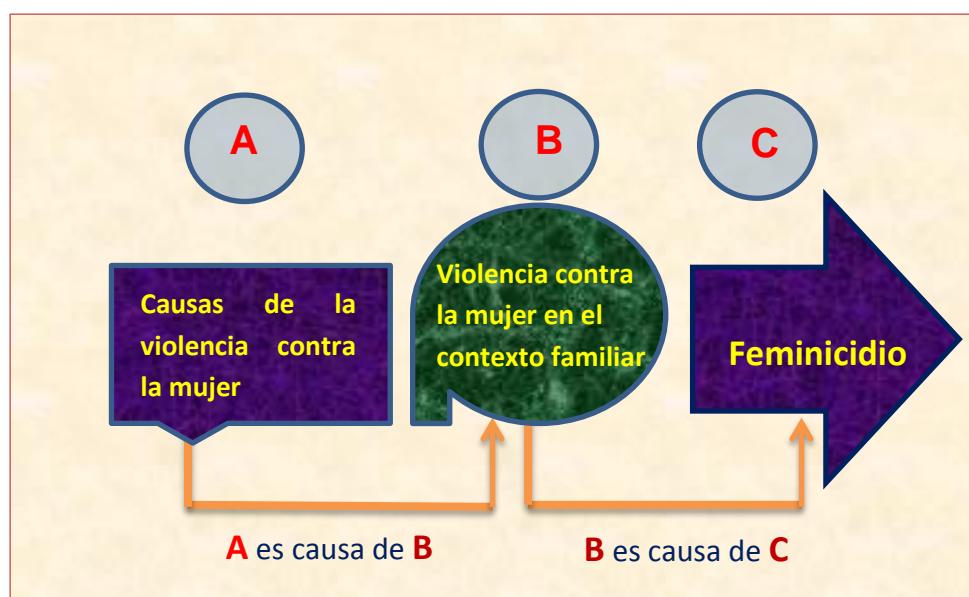 A
B
C
Causas de la
violencia contra
la mujer
Violencia contra
la mujer en el
contexto familiar
Feminicidio
A es causa de B
B es causa de C